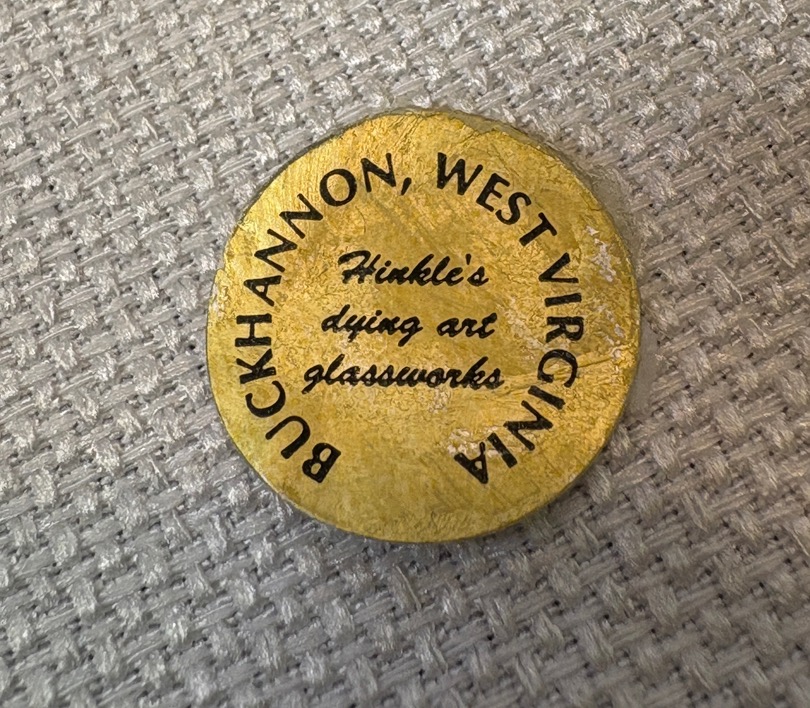 BUCKHANNON, WEST VIRGINIA
Hinkle's
dying art
glassworks